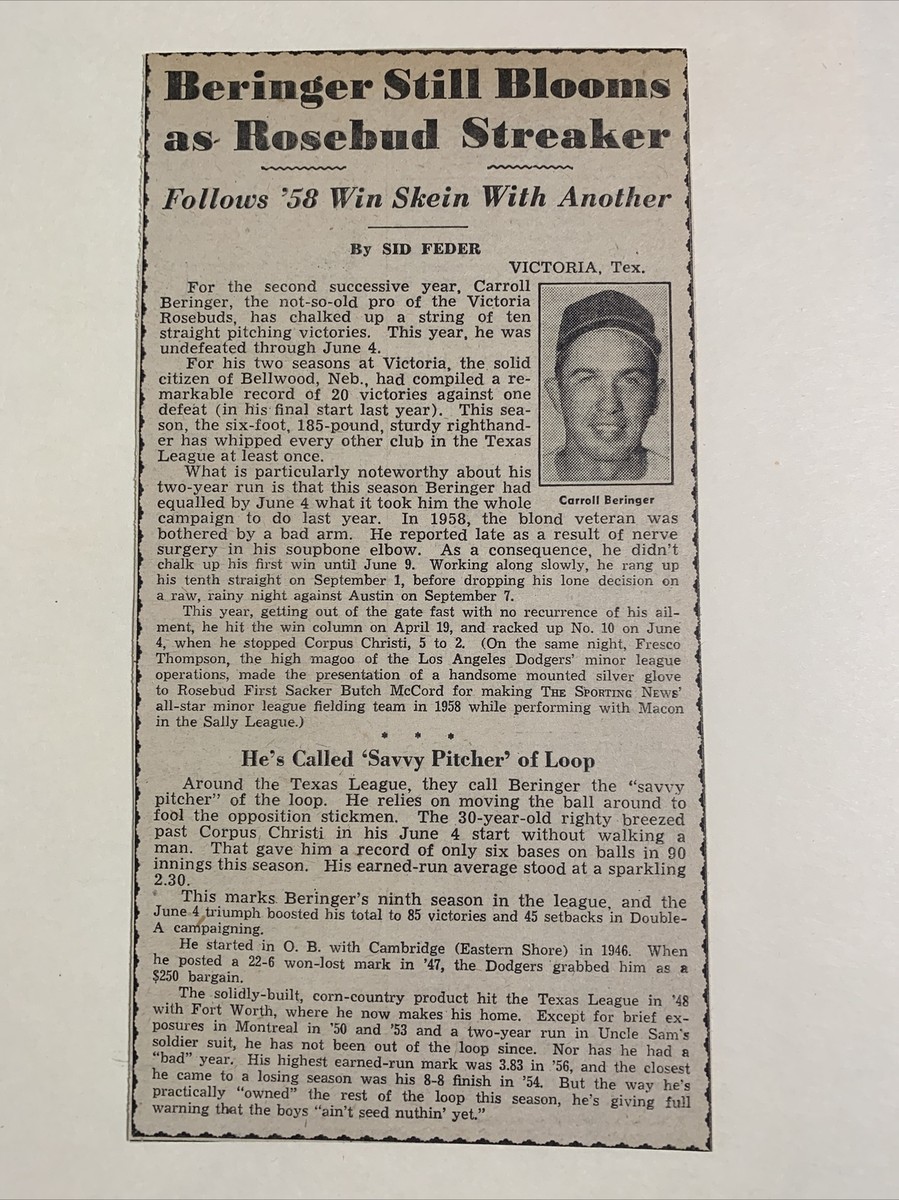 Beringer Still Blooms
as Rosebud Streaker
Follows '58 Win Skein With Another
By SID FEDER
VICTORIA, Tex.
For the second successive year, Carroll
Beringer, the not-so-old pro of the Victoria
Rosebuds, has chalked up a string of ten
straight pitching victories. This year, he was
undefeated through June 4.
For his two seasons at Victoria, the solid
citizen of Bellwood, Neb., had compiled a re-
markable record of 20 victories against one
defeat (in his final start last year). This sea-
son, the six-foot, 185-pound, sturdy righthand-
er has whipped every other club in the Texas
League at least once.
What is particularly noteworthy about his
two-year run is that this season Beringer had
equalled by June 4 what it took him the whole
Carroll Beringer
campaign to do last year. In 1958, the blond veteran was
bothered by a bad arm. He reported late as a result of nerve
surgery in his soupbone elbow. As a consequence, he didn't
chalk up his first win until June 9. Working along slowly, he rang up
his tenth straight on September 1, before dropping his lone decision on
a raw, rainy night against Austin on September 7.
This year, getting out of the gate fast with no recurrence of his ail-
ment, he hit the win column on April 19, and racked up No. 10 on June
4, when he stopped Corpus Christi, 5 to 2. (On the same night, Fresco
Thompson, the high magoo of the Los Angeles Dodgers' minor league
operations, made the presentation of a handsome mounted silver glove
to Rosebud First Sacker Butch McCord for making THE SPORTING NEWS'
all-star minor league fielding team in 1958 while performing with Macon
in the Sally League.)
* * *
He's Called 'Savvy Pitcher' of Loop
Around the Texas League, they call Beringer the "savvy
pitcher" of the loop. He relies on moving the ball around to
fool the opposition stickmen. The 30-year-old righty breezed
past Corpus Christi in his June 4 start without walking a
man. That gave him a record of only six bases on balls in 90
innings this season. His earned-run average stood at a sparkling
2.30.
This marks Beringer's ninth season in the league, and the
June 4 triumph boosted his total to 85 victories and 45 setbacks in Double-
A campaigning.
He started in O. B. with Cambridge (Eastern Shore) in 1946. When
he posted a 22-6 won-lost mark in '47, the Dodgers grabbed him as a
$250 bargain.
The solidly-built, corn-country product hit the Texas League in '48
with Fort Worth, where he now makes his home. Except for brief ex-
posures in Montreal in '50 and '53 and a two-year run in Uncle Sam's
soldier suit, he has not been out of the loop since. Nor has he had a
"bad" year. His highest earned-run mark was 3.83 in '56, and the closest
he came to a losing season was his 8-8 finish in '54. But the way he's
practically "owned" the rest of the loop this season, he's giving full
warning that the boys "ain't seed nuthin' yet."